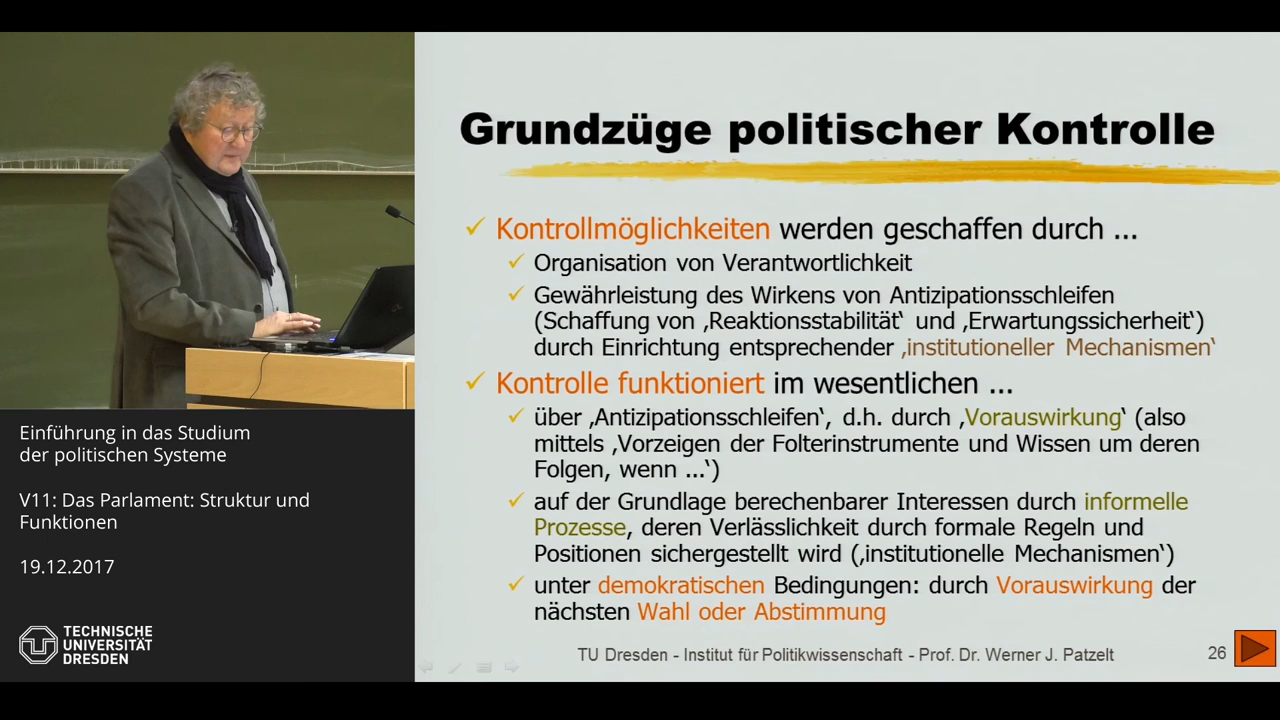 Grundzüge politischer Kontrolle
Kontrollmöglichkeiten werden geschaffen durch ...
Organisation von Verantwortlichkeit
Gewährleistung des Wirkens von Antizipationsschleifen
(Schaffung von ‚Reaktionsstabilität‘ und ‚Erwartungssicherheit‘)
durch Einrichtung entsprechender ‚institutioneller Mechanismen‘
Kontrolle funktioniert im wesentlichen ...
über ‚Antizipationsschleifen‘, d.h. durch ‚Vorauswirkung‘ (also
mittels ‚Vorzeigen der Folterinstrumente und Wissen um deren
Folgen, wenn ...‘)
auf der Grundlage berechenbarer Interessen durch informelle
Prozesse, deren Verlässlichkeit durch formale Regeln und
Positionen sichergestellt wird (‚institutionelle Mechanismen‘)
unter demokratischen Bedingungen: durch Vorauswirkung der
nächsten Wahl oder Abstimmung
TU Dresden - Institut für Politikwissenschaft - Prof. Dr. Werner J. Patzelt
26
Einführung in das Studium
der politischen Systeme
V11: Das Parlament: Struktur und
Funktionen
19.12.2017
TECHNISCHE
UNIVERSITÄT
DRESDEN